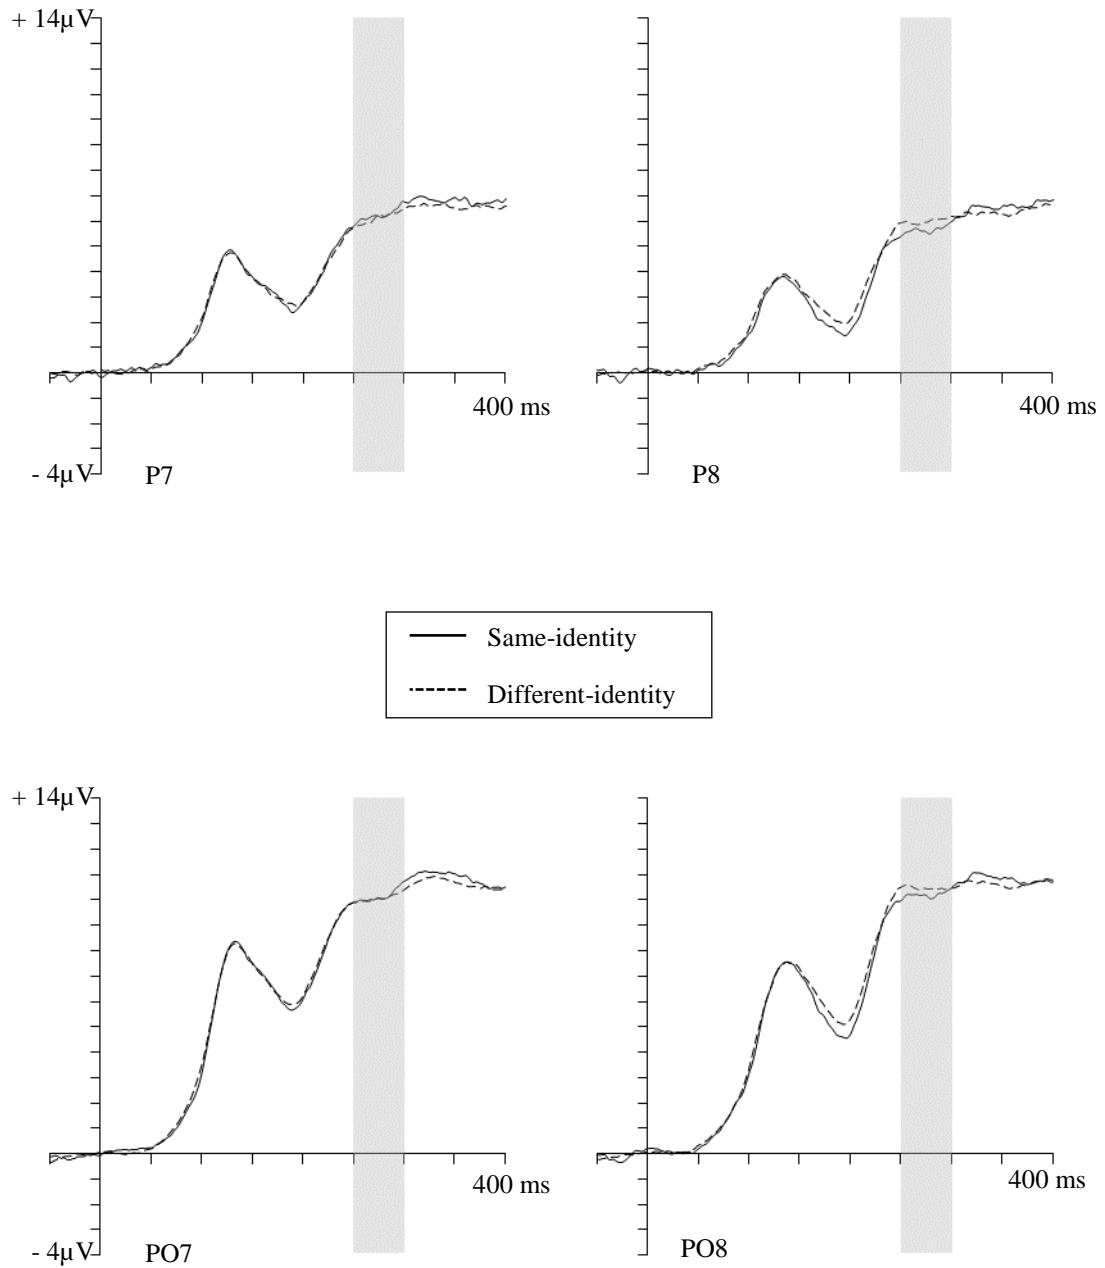 + 14µV
400 ms
400 ms
- 4µV
P7
P8
Same-identity
Different-identity
+ 14µV
400 ms
400 ms
- 4µV
PO7
PO8